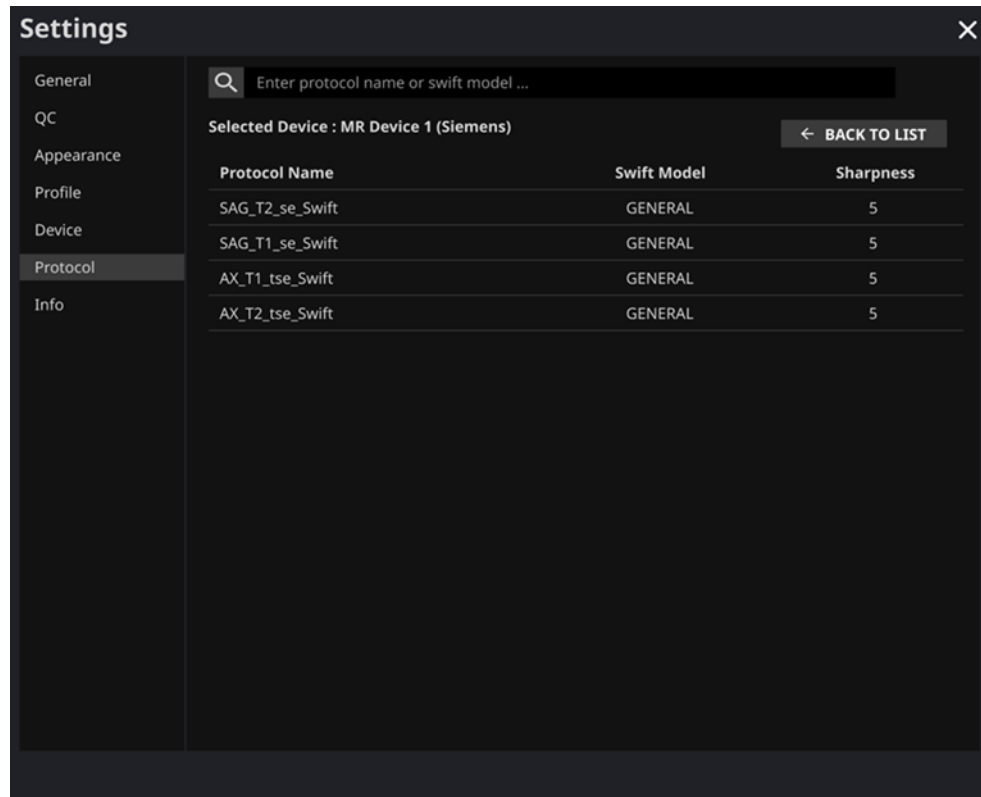 Settings
General
QC
Appearance
Profile
Device
Protocol
Info
Enter protocol name or swift model ...
Selected Device : MR Device 1 (Siemens)
← BACK TO LIST
Protocol Name Swift Model Sharpness
SAG_T2_se_Swift GENERAL 5
SAG_T1_se_Swift GENERAL 5
AX_T1_tse_Swift GENERAL 5
AX_T2_tse_Swift GENERAL 5